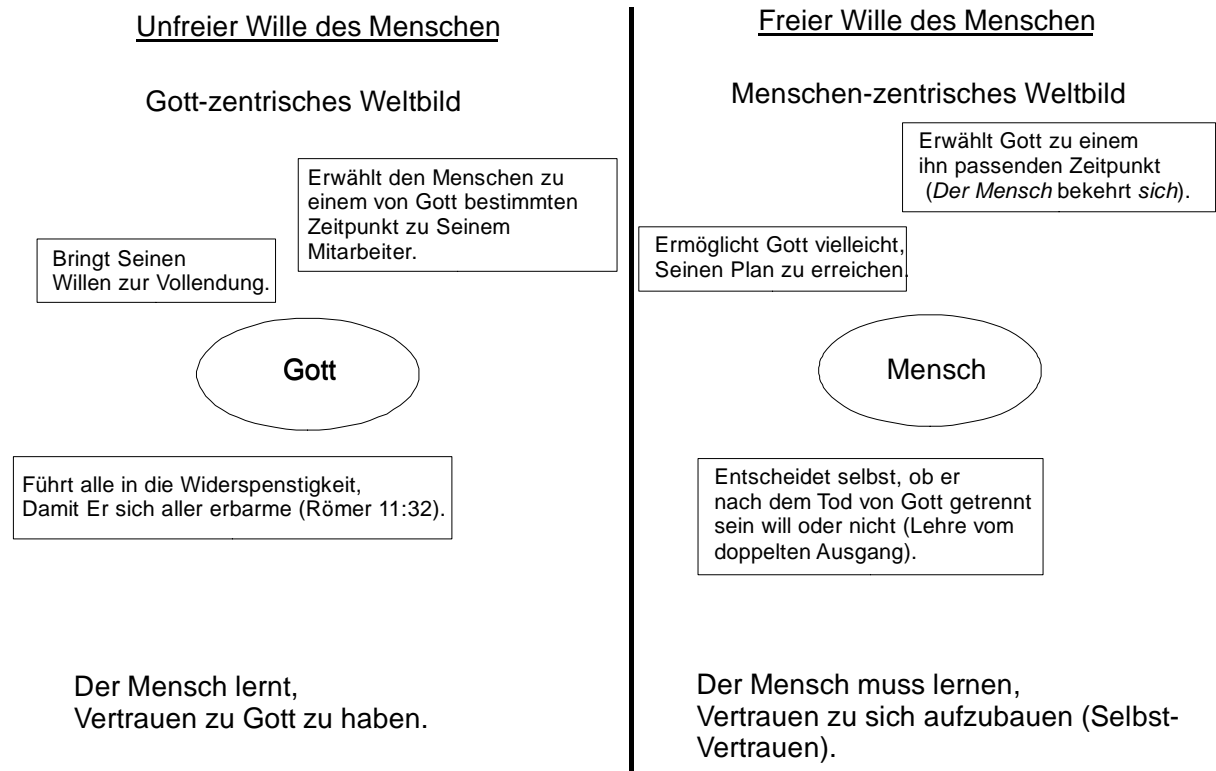 Unfreier Wille des Menschen
Gott-zentrisches Weltbild
Erwählt den Menschen zu
einem von Gott bestimmten
Zeitpunkt zu Seinem
Mitarbeiter.
Bringt Seinen
Willen zur Vollendung.
Gott
Führt alle in die Widerspenstigkeit,
Damit Er sich aller erbarme (Römer 11:32).
Der Mensch lernt,
Vertrauen zu Gott zu haben.
Freier Wille des Menschen
Menschen-zentrisches Weltbild
Erwählt Gott zu einem
ihn passenden Zeitpunkt
(Der Mensch bekehrt sich).
Ermöglicht Gott vielleicht,
Seinen Plan zu erreichen.
Mensch
Entscheidet selbst, ob er
nach dem Tod von Gott getrennt
sein will oder nicht (Lehre vom
doppelten Ausgang).
Der Mensch muss lernen,
Vertrauen zu sich aufzubauen (Selbst-
Vertrauen).